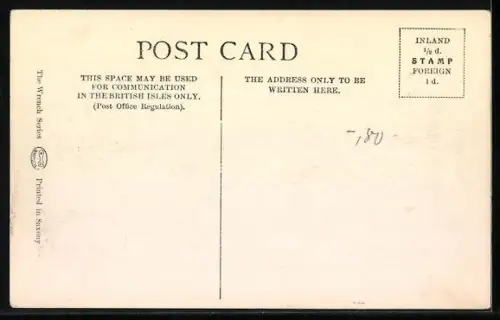 POST CARD
THIS SPACE MAY BE USED
FOR COMMUNICATION
IN THE BRITISH ISLES ONLY.
(Post Office Regulation).
THE ADDRESS ONLY TO BE
WRITTEN HERE.
INLAND
½ d.
STAMP
FOREIGN
1 d.
-,80-
The Wrench Series
Printed in Saxony